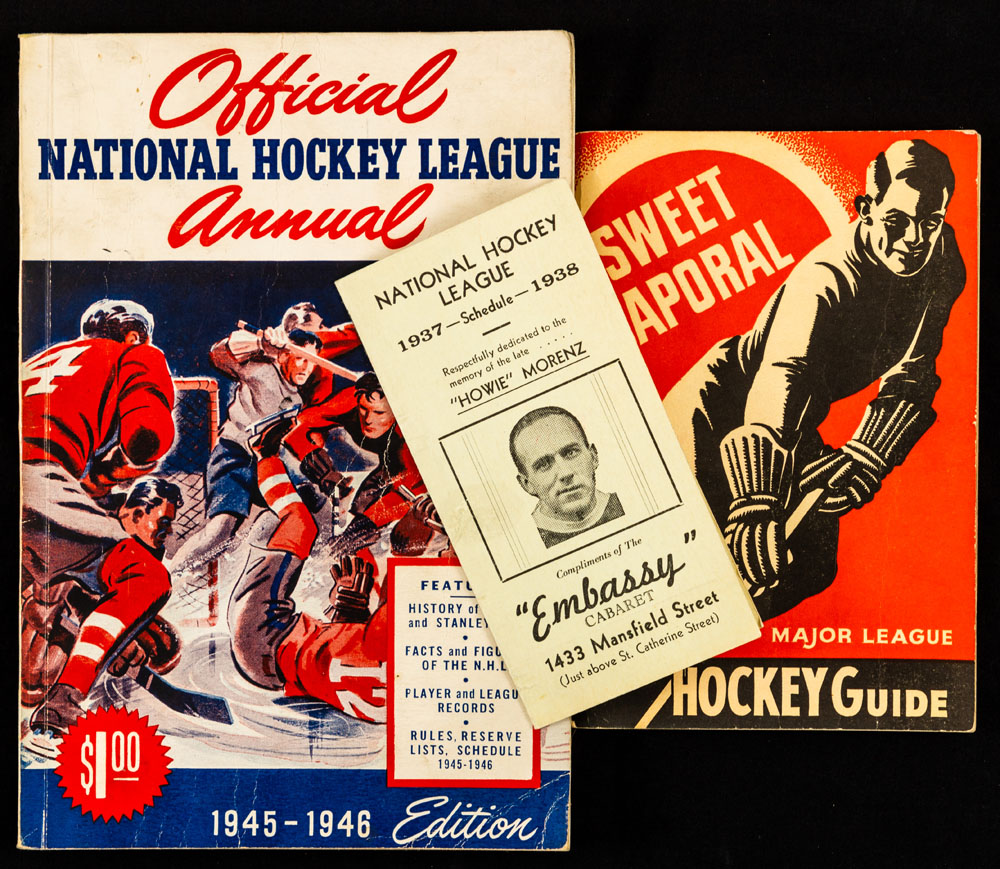 Official
NATIONAL HOCKEY LEAGUE
Annual
4
FEATU
HISTORY of
and STANLEY
FACTS and FIGU
OF THE N.H.L
PLAYER and LEAGU
RECORDS
RULES, RESERVE
LISTS, SCHEDULE
1945-1946
$1.00
1945-1946 Edition
NATIONAL HOCKEY
LEAGUE
1937—Schedule—1938
Respectfully dedicated to the
memory of the late .....
"HOWIE" MORENZ
Compliments of The
"Embassy"
CABARET
1433 Mansfield Street
(Just above St. Catherine Street)
SWEET
APORAL
MAJOR LEAGUE
HOCKEY GUIDE